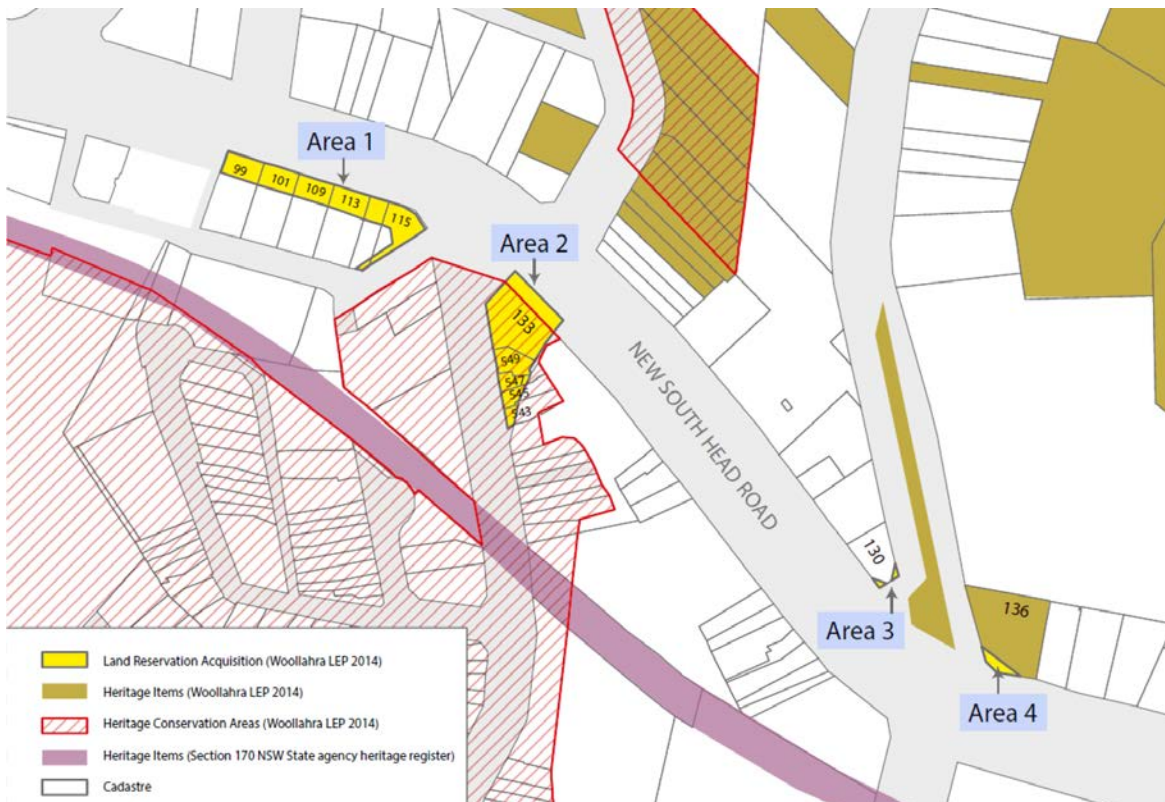 Area 1
99
101
109
113
115
Area 2
133
549
547
545
543
NEW SOUTH HEAD ROAD
130
Area 3
136
Area 4
Land Reservation Acquisition (Woollahra LEP 2014)
Heritage Items (Woollahra LEP 2014)
Heritage Conservation Areas (Woollahra LEP 2014)
Heritage Items (Section 170 NSW State agency heritage register)
Cadastre